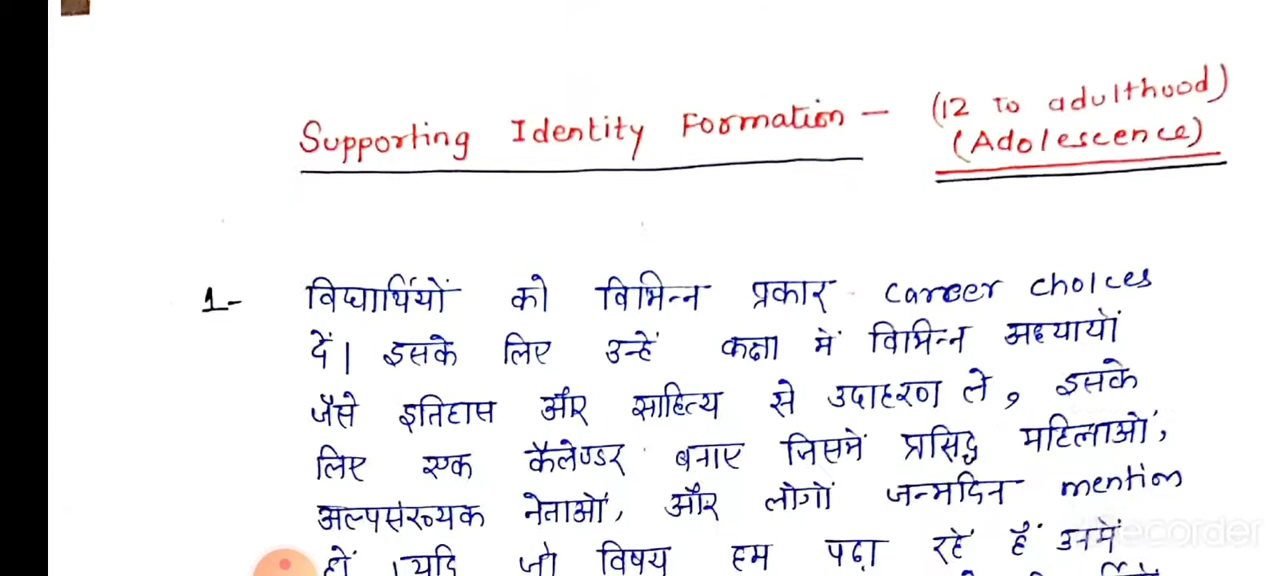 Supporting Identity Formation - (12 to adulthood)
(Adolescence)
1- विद्यार्थियों को विभिन्न प्रकार career choices
दें। इसके लिए उन्हें कक्षा में विभिन्न अध्यायों
जैसे इतिहास और साहित्य से उदाहरण ले, इसके
लिए एक कैलेण्डर बनाए जिसमें प्रसिद्ध महिलाओं,
अल्पसंख्यक नेताओं, और लोगों जन्मदिन mention
हों। यदि जो विषय हम पढ़ा रहें हैं उनमें
Recorder